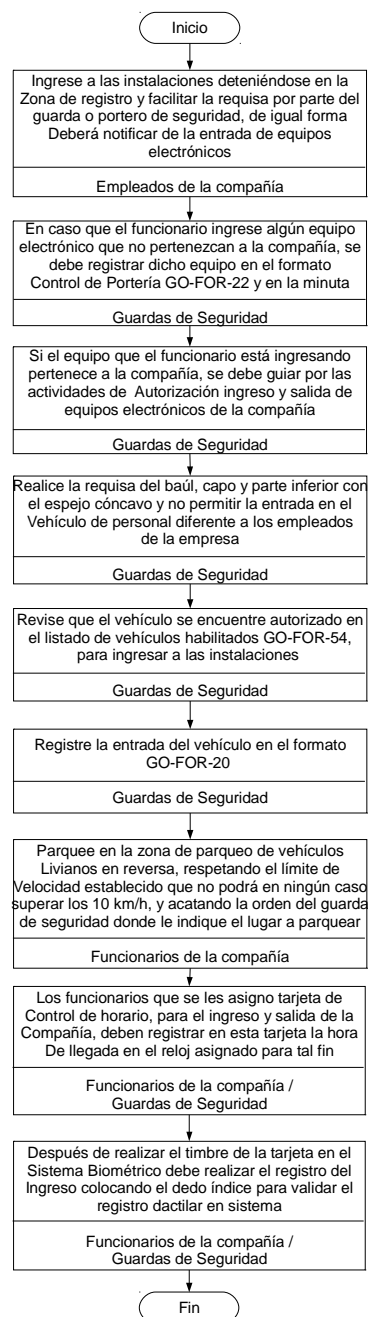 Inicio
Ingrese a las instalaciones deteniéndose en la
Zona de registro y facilitar la requisa por parte del
guarda o portero de seguridad, de igual forma
Deberá notificar de la entrada de equipos
electrónicos
Empleados de la compañía
En caso que el funcionario ingrese algún equipo
electrónico que no pertenezcan a la compañía, se
debe registrar dicho equipo en el formato
Control de Portería GO-FOR-22 y en la minuta
Guardas de Seguridad
Si el equipo que el funcionario está ingresando
pertenece a la compañía, se debe guiar por las
actividades de Autorización ingreso y salida de
equipos electrónicos de la compañía
Guardas de Seguridad
Realice la requisa del baúl, capo y parte inferior con
el espejo cóncavo y no permitir la entrada en el
Vehículo de personal diferente a los empleados
de la empresa
Guardas de Seguridad
Revise que el vehículo se encuentre autorizado en
el listado de vehículos habilitados GO-FOR-54,
para ingresar a las instalaciones
Guardas de Seguridad
Registre la entrada del vehículo en el formato
GO-FOR-20
Guardas de Seguridad
Parquee en la zona de parqueo de vehículos
Livianos en reversa, respetando el límite de
Velocidad establecido que no podrá en ningún caso
superar los 10 km/h, y acatando la orden del guarda
de seguridad donde le indique el lugar a parquear
Funcionarios de la compañía
Los funcionarios que se les asigno tarjeta de
Control de horario, para el ingreso y salida de la
Compañía, deben registrar en esta tarjeta la hora
De llegada en el reloj asignado para tal fin
Funcionarios de la compañía /
Guardas de Seguridad
Después de realizar el timbre de la tarjeta en el
Sistema Biométrico debe realizar el registro del
Ingreso colocando el dedo índice para validar el
registro dactilar en sistema
Funcionarios de la compañía /
Guardas de Seguridad
Fin